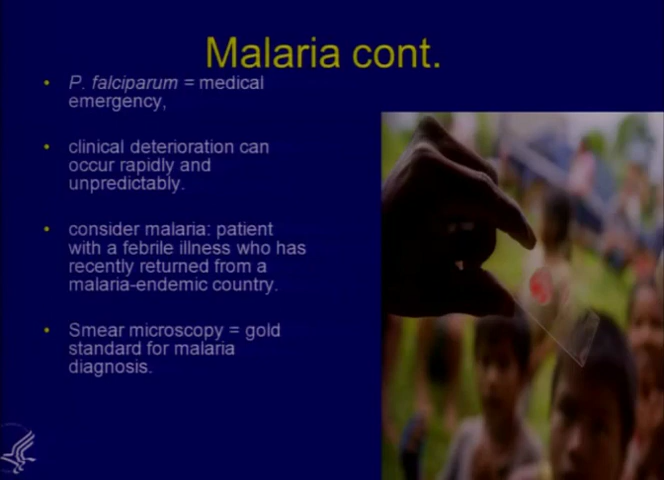 Malaria cont.
• P. falciparum = medical
emergency,
• clinical deterioration can
occur rapidly and
unpredictably.
• consider malaria: patient
with a febrile illness who has
recently returned from a
malaria-endemic country.
• Smear microscopy = gold
standard for malaria
diagnosis.